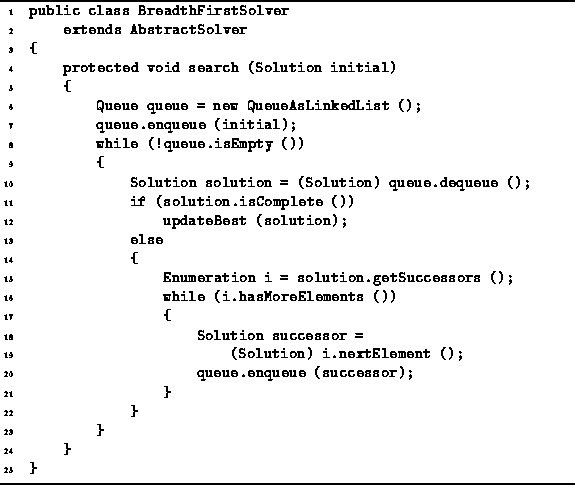 1 public class BreadthFirstSolver
2     extends AbstractSolver
3 {
4     protected void search (Solution initial)
5     {
6         Queue queue = new QueueAsLinkedList ();
7         queue.enqueue (initial);
8         while (!queue.isEmpty ())
9         {
10             Solution solution = (Solution) queue.dequeue ();
11             if (solution.isComplete ())
12                 updateBest (solution);
13             else
14             {
15                 Enumeration i = solution.getSuccessors ();
16                 while (i.hasMoreElements ())
17                 {
18                     Solution successor =
19                         (Solution) i.nextElement ();
20                     queue.enqueue (successor);
21                 }
22             }
23         }
24     }
25 }